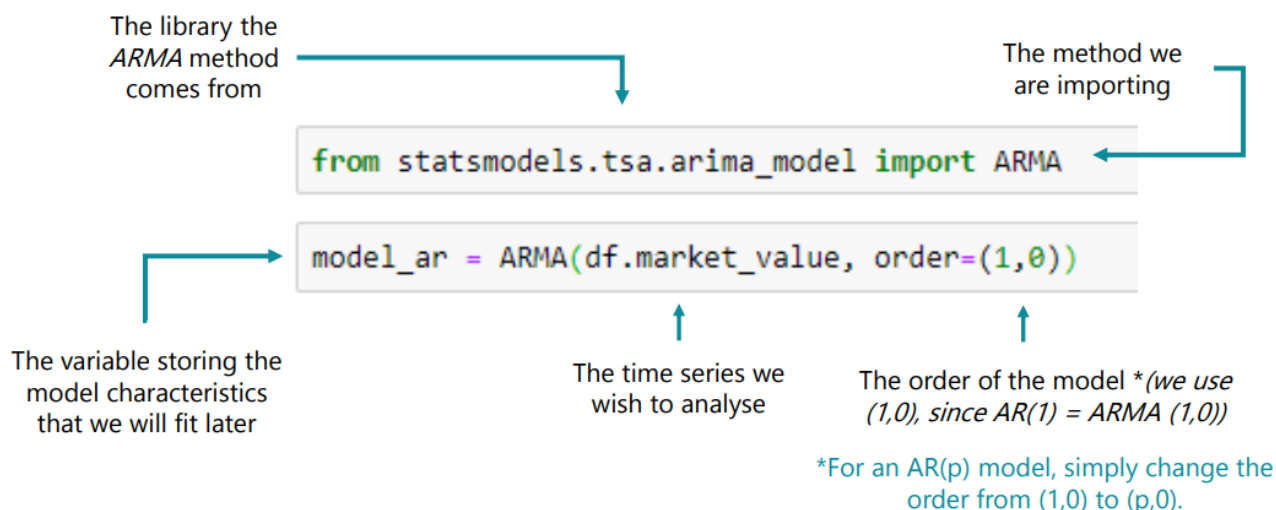 The library the
ARMA method
comes from
The method we
are importing
from statsmodels.tsa.arima_model import ARMA
model_ar = ARMA(df.market_value, order=(1,0))
The variable storing the
model characteristics
that we will fit later
The time series we
wish to analyse
The order of the model *(we use
(1,0), since AR(1) = ARMA (1,0))
*For an AR(p) model, simply change the
order from (1,0) to (p,0).